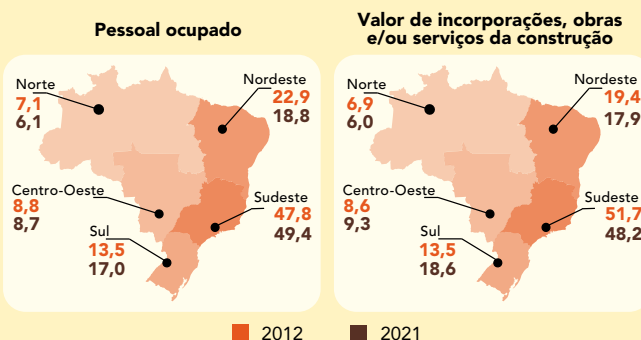 Pessoal ocupado
Norte
7,1
6,1
Nordeste
22,9
18,8
Centro-Oeste
8,8
8,7
Sudeste
47,8
49,4
Sul
13,5
17,0
Valor de incorporações, obras
e/ou serviços da construção
Norte
6,9
6,0
Nordeste
19,4
17,9
Centro-Oeste
8,6
9,3
Sudeste
51,7
48,2
Sul
13,5
18,6
2012
2021